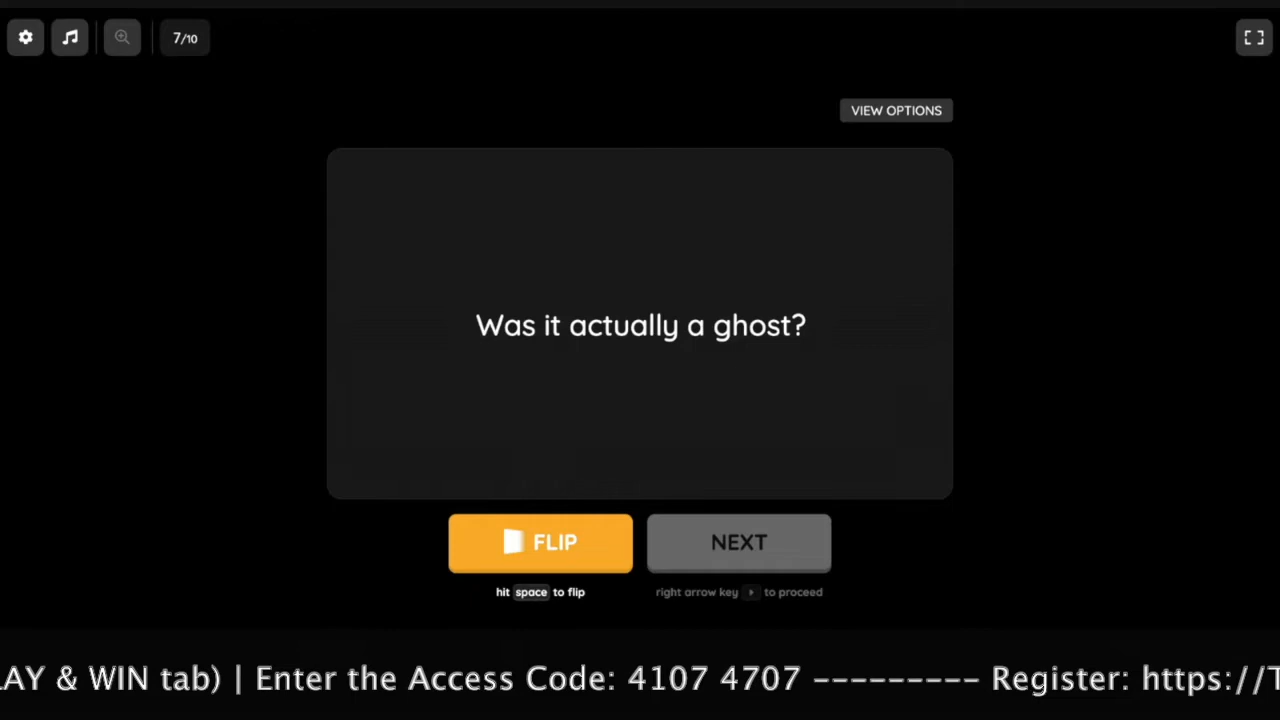 7/10
VIEW OPTIONS
Was it actually a ghost?
FLIP
NEXT
hit space to flip
right arrow key to proceed
LAY & WIN tab) | Enter the Access Code: 4107 4707 --------- Register: https://T